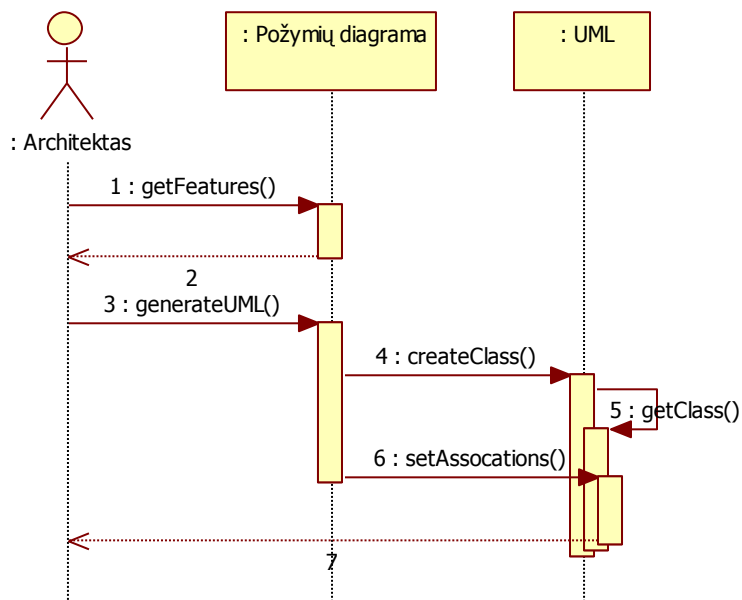 : Požymių diagrama
: UML
: Architektas
1 : getFeatures()
2
3 : generateUML()
4 : createClass()
5 : getClass()
6 : setAssocations()
7